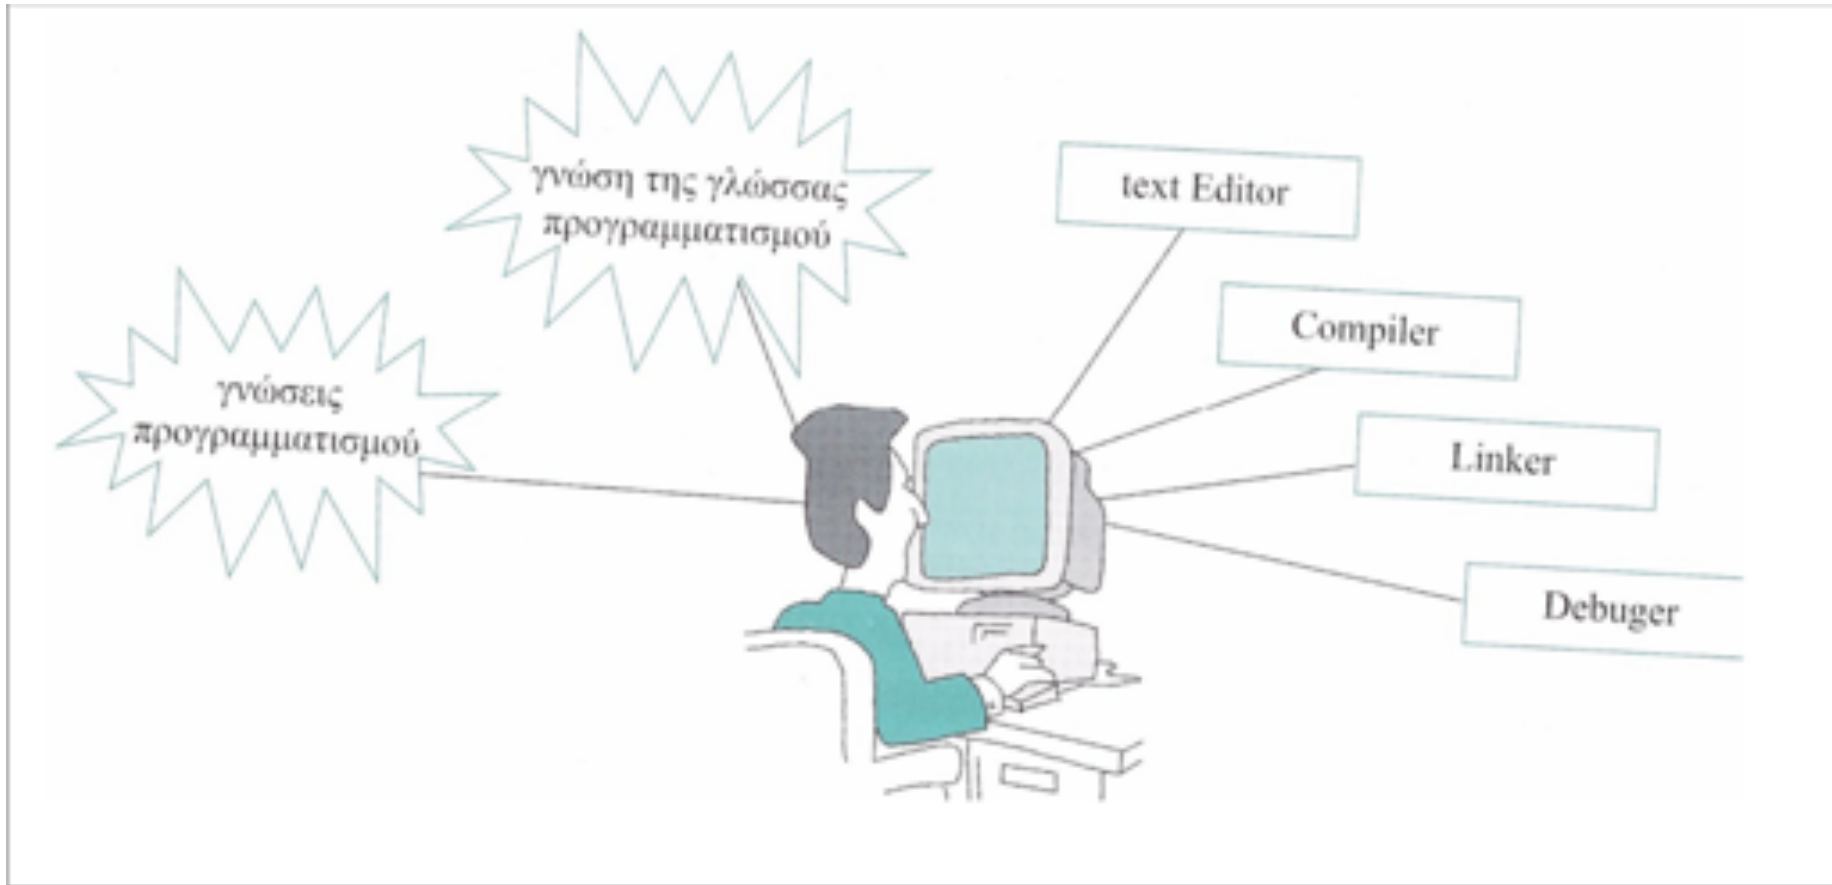 γνώση της γλώσσας
προγραμματισμού
text Editor
Compiler
γνώσεις
προγραμματισμού
Linker
Debuger